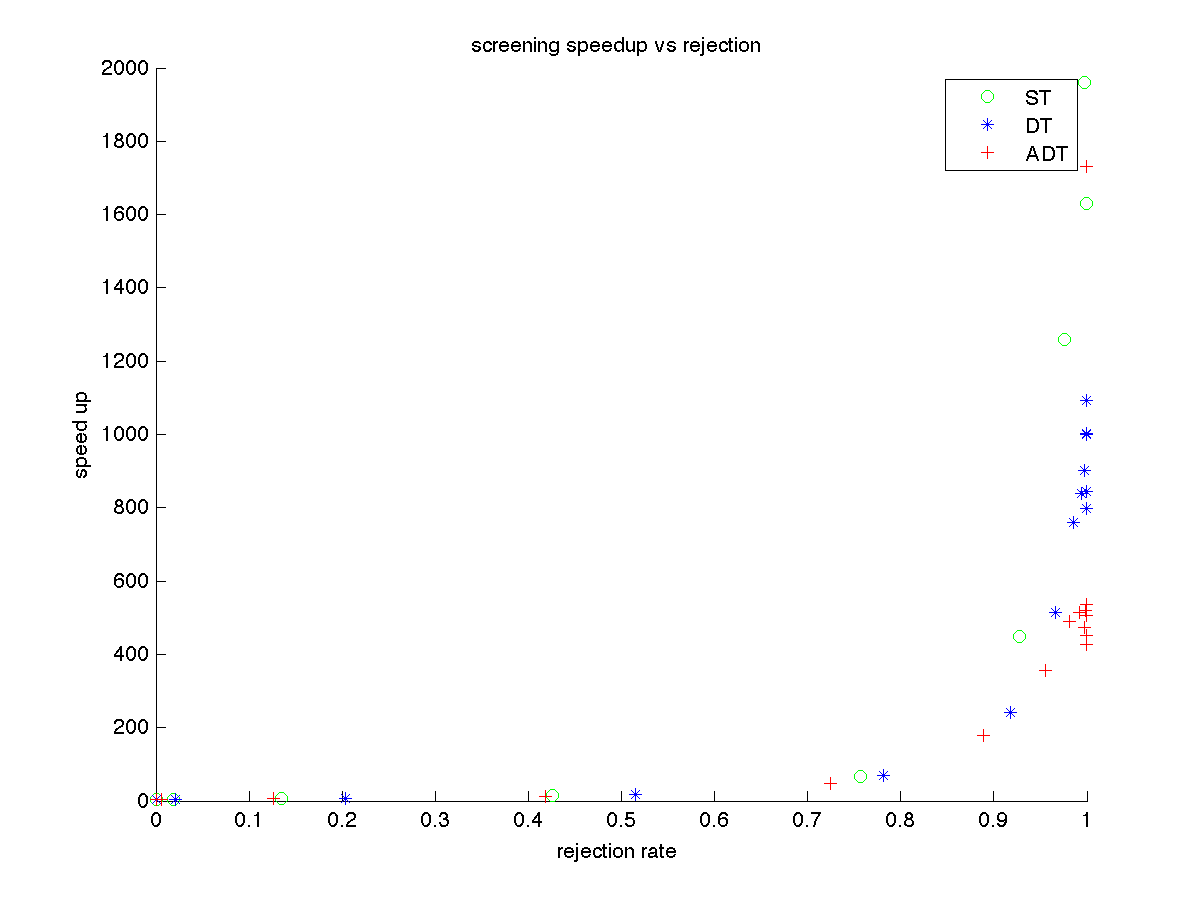 screening speedup vs rejection
2000
1800
1600
1400
1200
1000
800
600
400
200
0
speed up
ST
DT
ADT
0 0.1 0.2 0.3 0.4 0.5 0.6 0.7 0.8 0.9 1
rejection rate